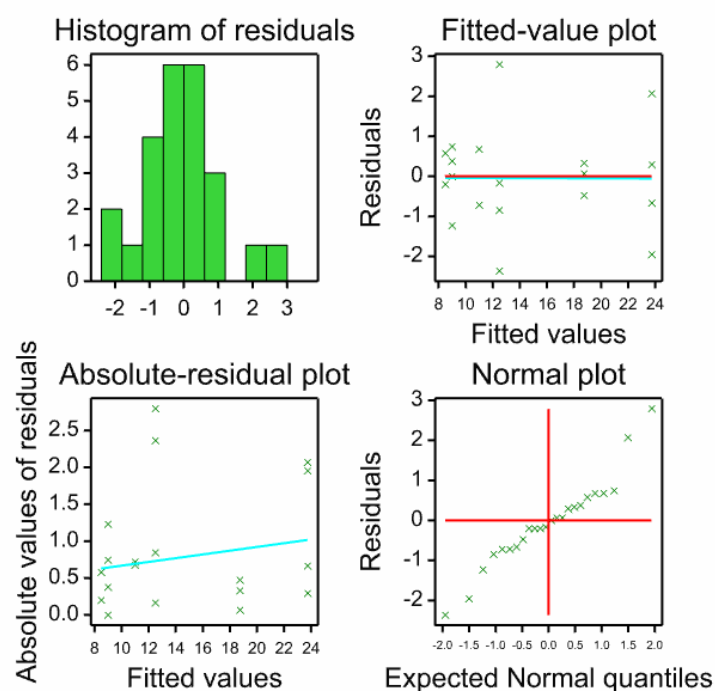 Histogram of residuals
6
5
4
3
2
1
0
-2 -1 0 1 2 3
Fitted-value plot
Residuals
3
2
1
0
-1
-2
8 10 12 14 16 18 20 22 24
Fitted values
Absolute-residual plot
Absolute values of residuals
2.5
2.0
1.5
1.0
0.5
0.0
8 10 12 14 16 18 20 22 24
Fitted values
Normal plot
Residuals
3
2
1
0
-1
-2
-2.0 -1.5 -1.0 -0.5 0.0 0.5 1.0 1.5 2.0
Expected Normal quantiles